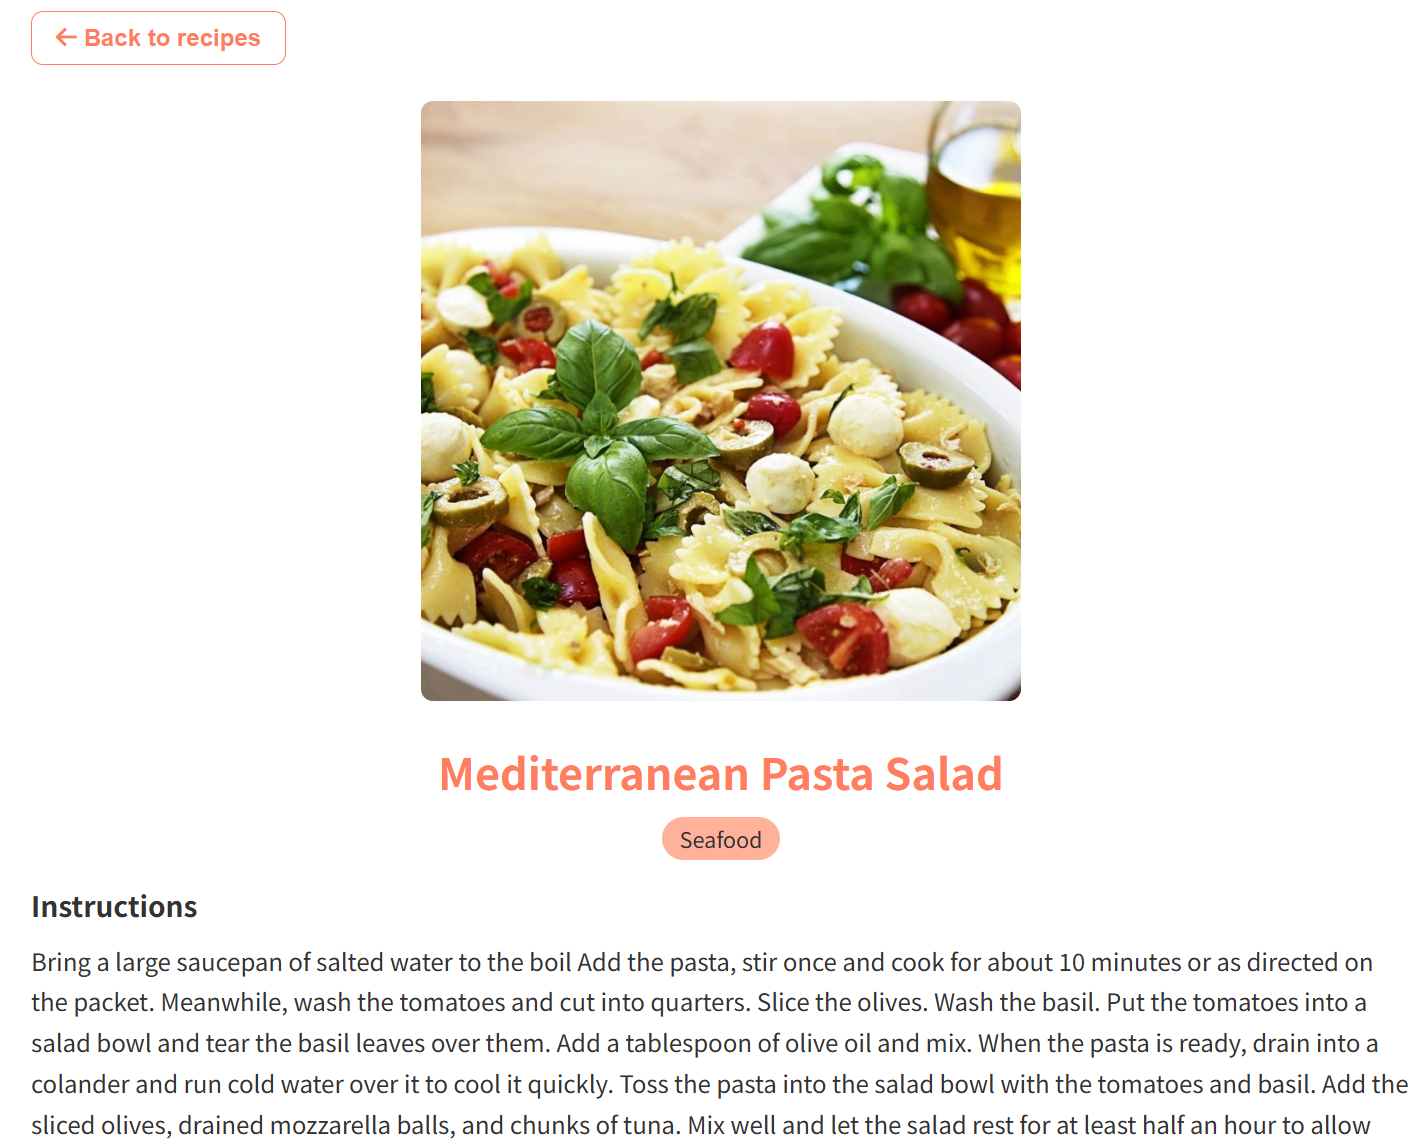 Back to recipes
Mediterranean Pasta Salad
Seafood
Instructions
Bring a large saucepan of salted water to the boil Add the pasta, stir once and cook for about 10 minutes or as directed on
the packet. Meanwhile, wash the tomatoes and cut into quarters. Slice the olives. Wash the basil. Put the tomatoes into a
salad bowl and tear the basil leaves over them. Add a tablespoon of olive oil and mix. When the pasta is ready, drain into a
colander and run cold water over it to cool it quickly. Toss the pasta into the salad bowl with the tomatoes and basil. Add the
sliced olives, drained mozzarella balls, and chunks of tuna. Mix well and let the salad rest for at least half an hour to allow